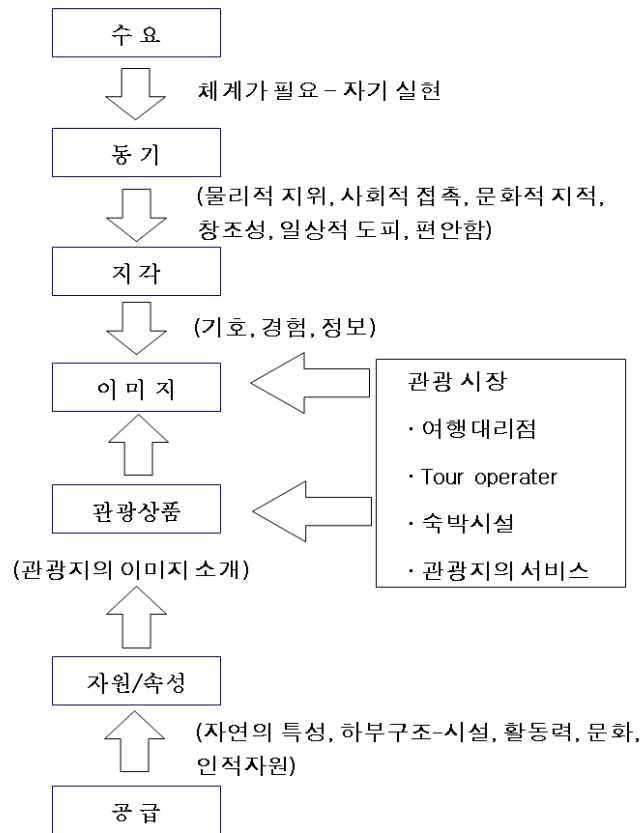 수 요
체계가 필요 – 자기 실현
동 기
(물리적 지위, 사회적 접촉, 문화적 지적,
창조성, 일상적 도피, 편안함)
지 각
(기호, 경험, 정보)
이 미 지
관광 시장
· 여행대리점
· Tour operater
· 숙박시설
· 관광지의 서비스
관광상품
(관광지의 이미지 소개)
자원/속성
(자연의 특성, 하부구조-시설, 활동력, 문화,
인적자원)
공 급